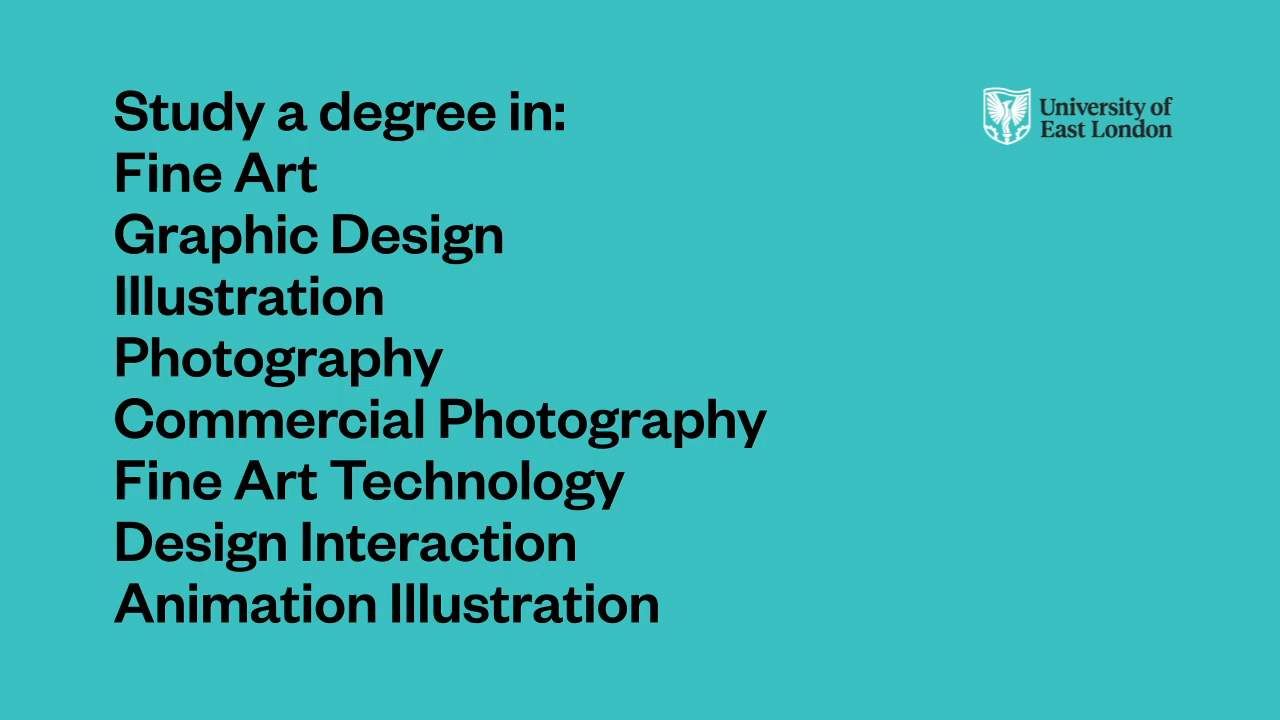 Study a degree in:
Fine Art
Graphic Design
Illustration
Photography
Commercial Photography
Fine Art Technology
Design Interaction
Animation Illustration
University of
East London